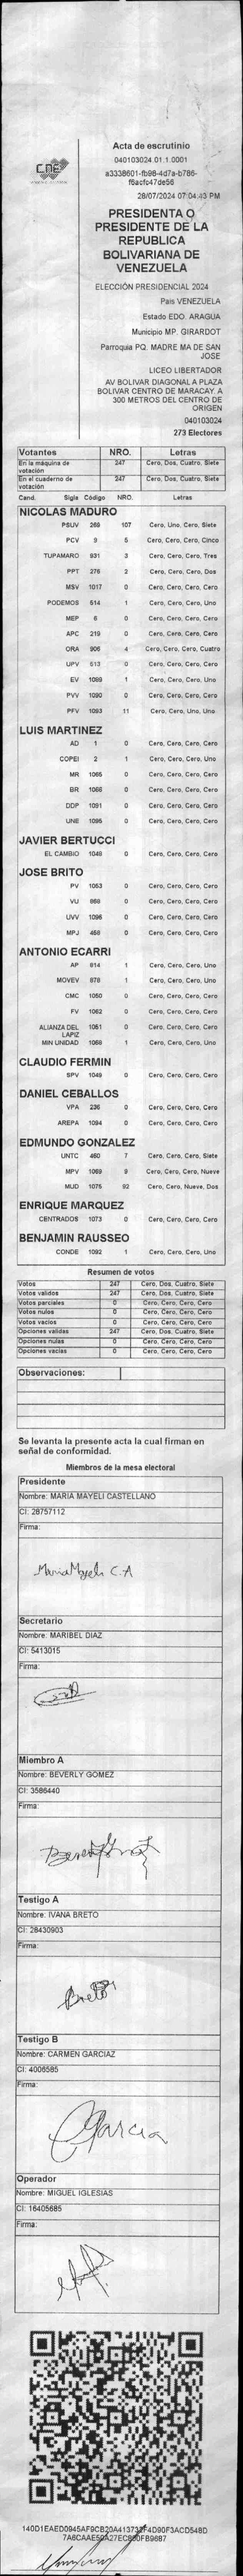 CNE
Acta de escrutinio
040103024.01.1.0001
a3338601-fb98-4d7a-b786-
f6acfc47de56
28/07/2024 07:04:43 PM
PRESIDENTA O
PRESIDENTE DE LA
REPUBLICA
BOLIVARIANA DE
VENEZUELA
ELECCIÓN PRESIDENCIAL 2024
Pais VENEZUELA
Estado EDO. ARAGUA
Municipio MP. GIRARDOT
Parroquia PQ. MADRE MA DE SAN
JOSE
LICEO LIBERTADOR
AV BOLIVAR DIAGONAL A PLAZA
BOLIVAR CENTRO DE MARACAY. A
300 METROS DEL CENTRO DE
ORIGEN
040103024
273 Electores
Votantes NRO. Letras
En la máquina de votación 247 Cero, Dos, Cuatro, Siete
En el cuaderno de votación 247 Cero, Dos, Cuatro, Siete
Cand. Sigla Código NRO. Letras
NICOLAS MADURO
PSUV 268 107 Cero, Uno, Cero, Siete
PCV 9 5 Cero, Cero, Cero, Cinco
TUPAMARO 931 3 Cero, Cero, Cero, Tres
PPT 276 2 Cero, Cero, Cero, Dos
MSV 1017 0 Cero, Cero, Cero, Cero
PODEMOS 514 1 Cero, Cero, Cero, Uno
MEP 6 0 Cero, Cero, Cero, Cero
APC 219 0 Cero, Cero, Cero, Cero
ORA 906 4 Cero, Cero, Cero, Cuatro
UPV 513 0 Cero, Cero, Cero, Cero
EV 1089 1 Cero, Cero, Cero, Uno
PVV 1090 0 Cero, Cero, Cero, Cero
PFV 1093 11 Cero, Cero, Uno, Uno
LUIS MARTINEZ
AD 1 0 Cero, Cero, Cero, Cero
COPEI 2 1 Cero, Cero, Cero, Uno
MR 1065 0 Cero, Cero, Cero, Cero
BR 1066 0 Cero, Cero, Cero, Cero
DDP 1091 0 Cero, Cero, Cero, Cero
UNE 1095 0 Cero, Cero, Cero, Cero
JAVIER BERTUCCI
EL CAMBIO 1048 0 Cero, Cero, Cero, Cero
JOSE BRITO
PV 1053 0 Cero, Cero, Cero, Cero
VU 869 0 Cero, Cero, Cero, Cero
UVV 1096 0 Cero, Cero, Cero, Cero
MPJ 458 0 Cero, Cero, Cero, Cero
ANTONIO ECARRI
AP 814 1 Cero, Cero, Cero, Uno
MOVEV 878 1 Cero, Cero, Cero, Uno
CMC 1050 0 Cero, Cero, Cero, Cero
FV 1062 0 Cero, Cero, Cero, Cero
ALIANZA DEL LAPIZ 1051 0 Cero, Cero, Cero, Cero
MIN UNIDAD 1068 1 Cero, Cero, Cero, Uno
CLAUDIO FERMIN
SPV 1049 0 Cero, Cero, Cero, Cero
DANIEL CEBALLOS
VPA 236 0 Cero, Cero, Cero, Cero
AREPA 1094 0 Cero, Cero, Cero, Cero
EDMUNDO GONZALEZ
UNTC 460 7 Cero, Cero, Cero, Siete
MPV 1069 9 Cero, Cero, Cero, Nueve
MUD 1075 92 Cero, Cero, Nueve, Dos
ENRIQUE MARQUEZ
CENTRADOS 1073 0 Cero, Cero, Cero, Cero
BENJAMIN RAUSSEO
CONDE 1092 1 Cero, Cero, Cero, Uno
Resumen de votos
Votos 247 Cero, Dos, Cuatro, Siete
Votos validos 247 Cero, Dos, Cuatro, Siete
Votos parciales 0 Cero, Cero, Cero, Cero
Votos nulos 0 Cero, Cero, Cero, Cero
Votos vacios 0 Cero, Cero, Cero, Cero
Opciones validas 247 Cero, Dos, Cuatro, Siete
Opciones nulas 0 Cero, Cero, Cero, Cero
Opciones vacias 0 Cero, Cero, Cero, Cero
Observaciones:
Se levanta la presente acta la cual firman en
señal de conformidad.
Miembros de la mesa electoral
Presidente
Nombre: MARIA MAYELI CASTELLANO
CI: 28757112
Firma:
Maria Mayeli C.A
Secretario
Nombre: MARIBEL DIAZ
CI: 5413015
Firma:
Miembro A
Nombre: BEVERLY GOMEZ
CI: 3586440
Firma:
Testigo A
Nombre: IVANA BRETO
CI: 28430903
Firma:
Breto
Testigo B
Nombre: CARMEN GARCIAZ
CI: 4006585
Firma:
Garcia
Operador
Nombre: MIGUEL IGLESIAS
CI: 16405685
Firma: